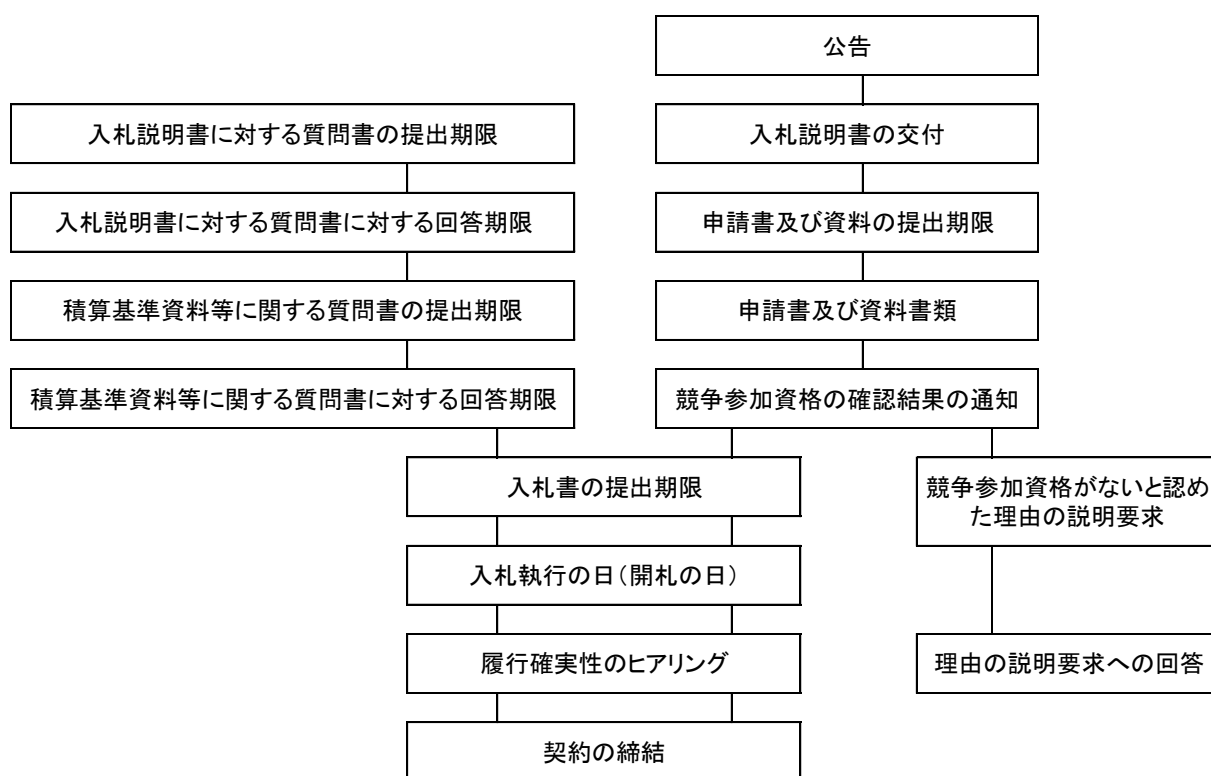 公告
入札説明書に対する質問書の提出期限
入札説明書の交付
入札説明書に対する質問書に対する回答期限
申請書及び資料の提出期限
積算基準資料等に関する質問書の提出期限
申請書及び資料書類
積算基準資料等に関する質問書に対する回答期限
競争参加資格の確認結果の通知
入札書の提出期限
競争参加資格がないと認め
た理由の説明要求
入札執行の日（開札の日）
履行確実性のヒアリング
理由の説明要求への回答
契約の締結